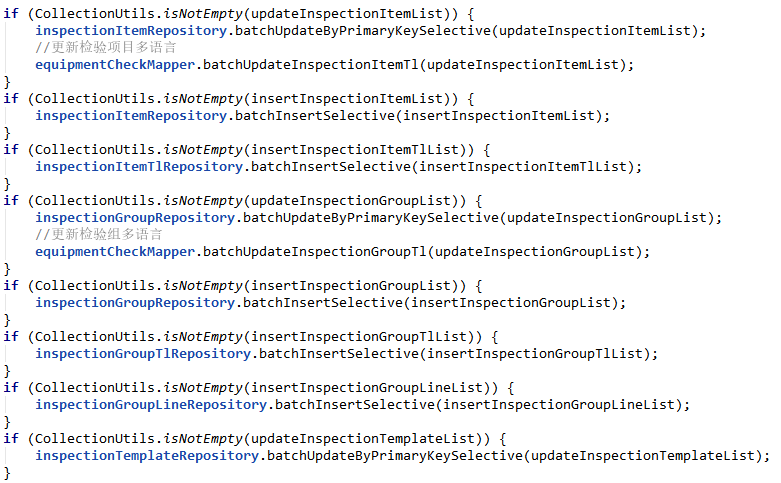 if (CollectionUtils.isNotEmpty(updateInspectionItemList)) {
    inspectionItemRepository.batchUpdateByPrimaryKeySelective(updateInspectionItemList);
    //更新检验项目多语言
    equipmentCheckMapper.batchUpdateInspectionItemTl(updateInspectionItemList);
}
if (CollectionUtils.isNotEmpty(insertInspectionItemList)) {
    inspectionItemRepository.batchInsertSelective(insertInspectionItemList);
}
if (CollectionUtils.isNotEmpty(insertInspectionItemTlList)) {
    inspectionItemTlRepository.batchInsertSelective(insertInspectionItemTlList);
}
if (CollectionUtils.isNotEmpty(updateInspectionGroupList)) {
    inspectionGroupRepository.batchUpdateByPrimaryKeySelective(updateInspectionGroupList);
    //更新检验组多语言
    equipmentCheckMapper.batchUpdateInspectionGroupTl(updateInspectionGroupList);
}
if (CollectionUtils.isNotEmpty(insertInspectionGroupList)) {
    inspectionGroupRepository.batchInsertSelective(insertInspectionGroupList);
}
if (CollectionUtils.isNotEmpty(insertInspectionGroupTlList)) {
    inspectionGroupTlRepository.batchInsertSelective(insertInspectionGroupTlList);
}
if (CollectionUtils.isNotEmpty(insertInspectionGroupLineList)) {
    inspectionGroupLineRepository.batchInsertSelective(insertInspectionGroupLineList);
}
if (CollectionUtils.isNotEmpty(updateInspectionTemplateList)) {
    inspectionTemplateRepository.batchUpdateByPrimaryKeySelective(updateInspectionTemplateList);
}